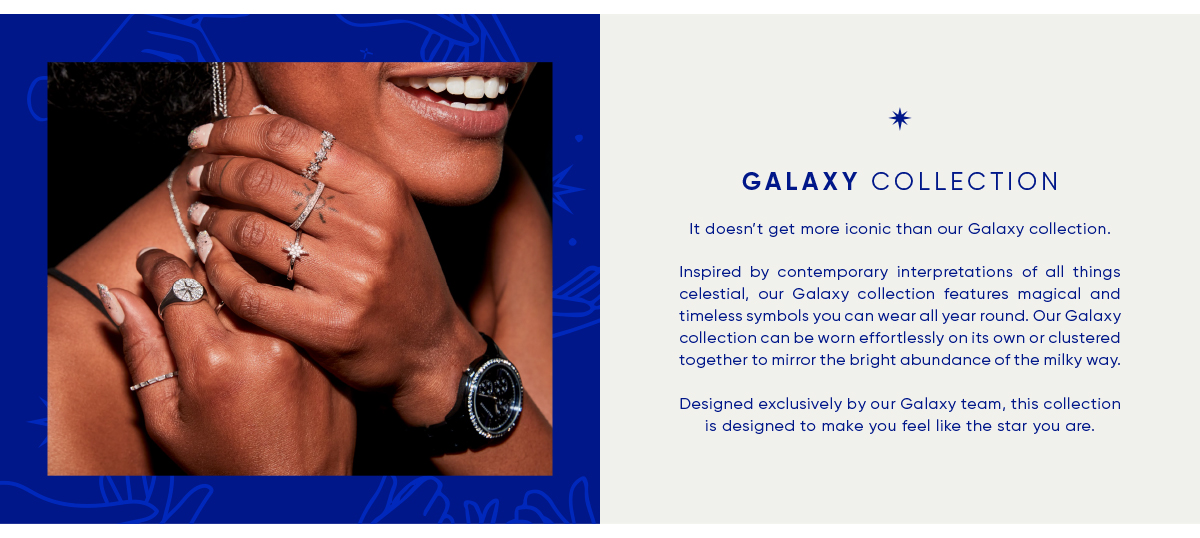 GALAXY COLLECTION
It doesn’t get more iconic than our Galaxy collection.
Inspired by contemporary interpretations of all things
celestial, our Galaxy collection features magical and
timeless symbols you can wear all year round. Our Galaxy
collection can be worn effortlessly on its own or clustered
together to mirror the bright abundance of the milky way.
Designed exclusively by our Galaxy team, this collection
is designed to make you feel like the star you are.